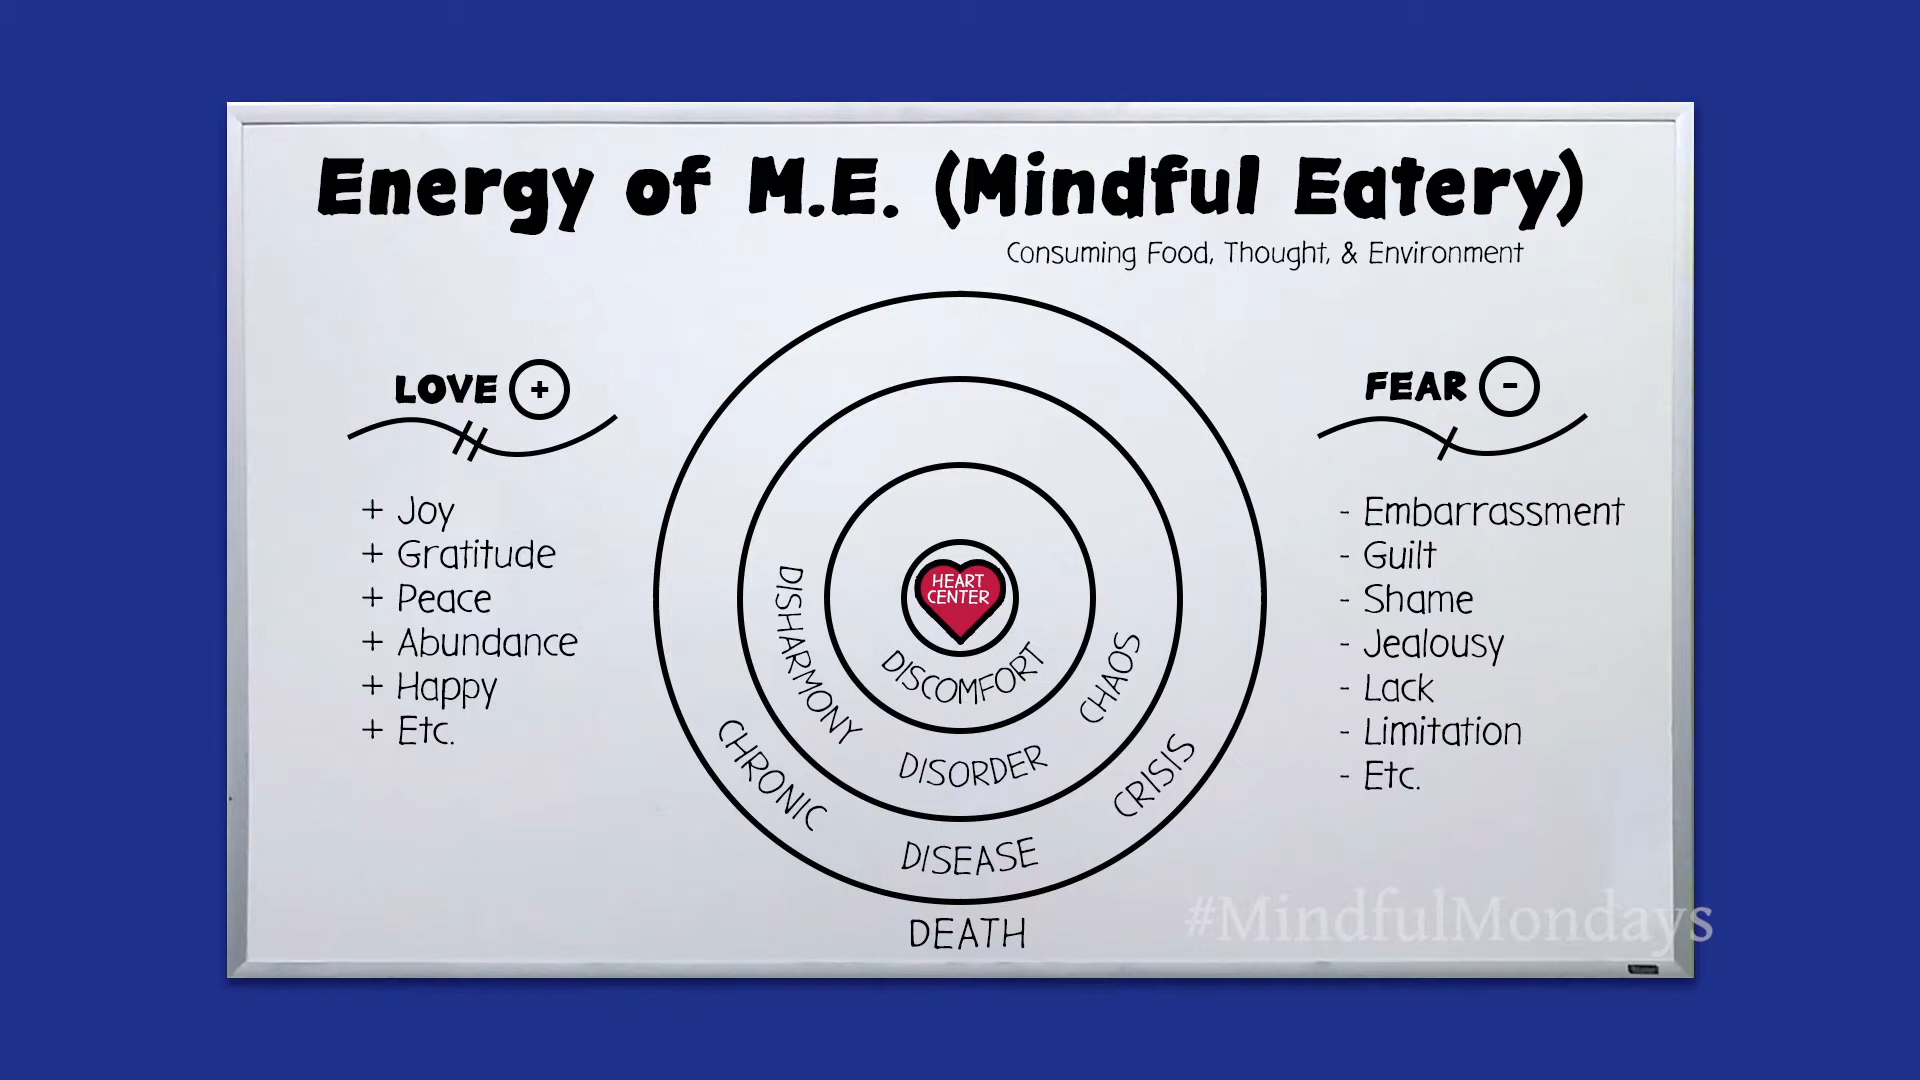 Energy of M.E. (Mindful Eatery)
Consuming Food, Thought, & Environment
LOVE +
+ Joy
+ Gratitude
+ Peace
+ Abundance
+ Happy
+ Etc.
HEART
CENTER
DISCOMFORT
DISHARMONY
DISORDER
CHAOS
CHRONIC
DISEASE
CRISIS
DEATH
FEAR -
- Embarrassment
- Guilt
- Shame
- Jealousy
- Lack
- Limitation
- Etc.
#MindfulMondays